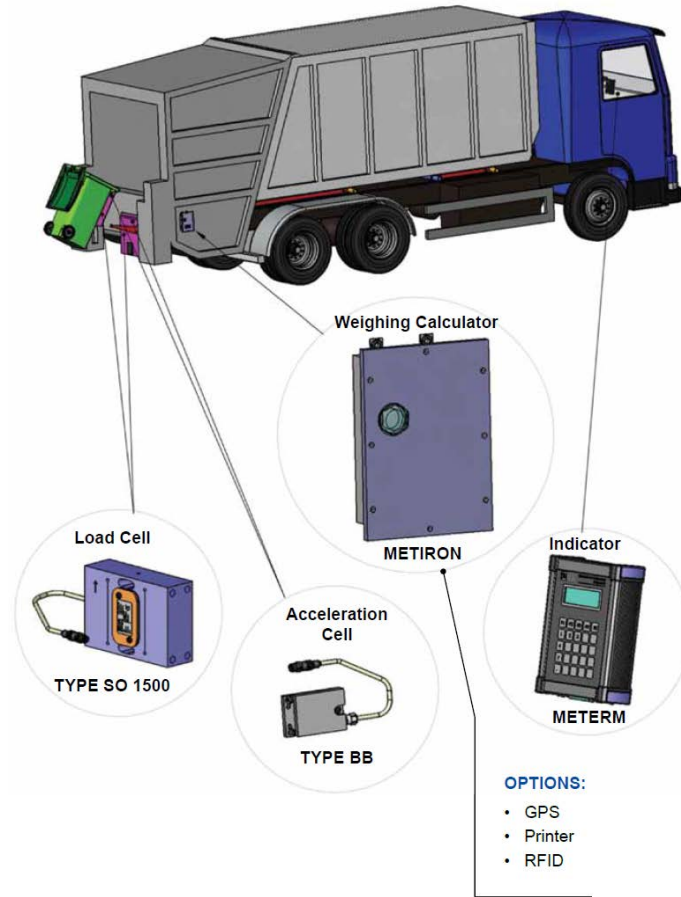 Weighing Calculator
METIRON
Load Cell
TYPE SO 1500
Acceleration
Cell
TYPE BB
Indicator
METERM
OPTIONS:
• GPS
• Printer
• RFID